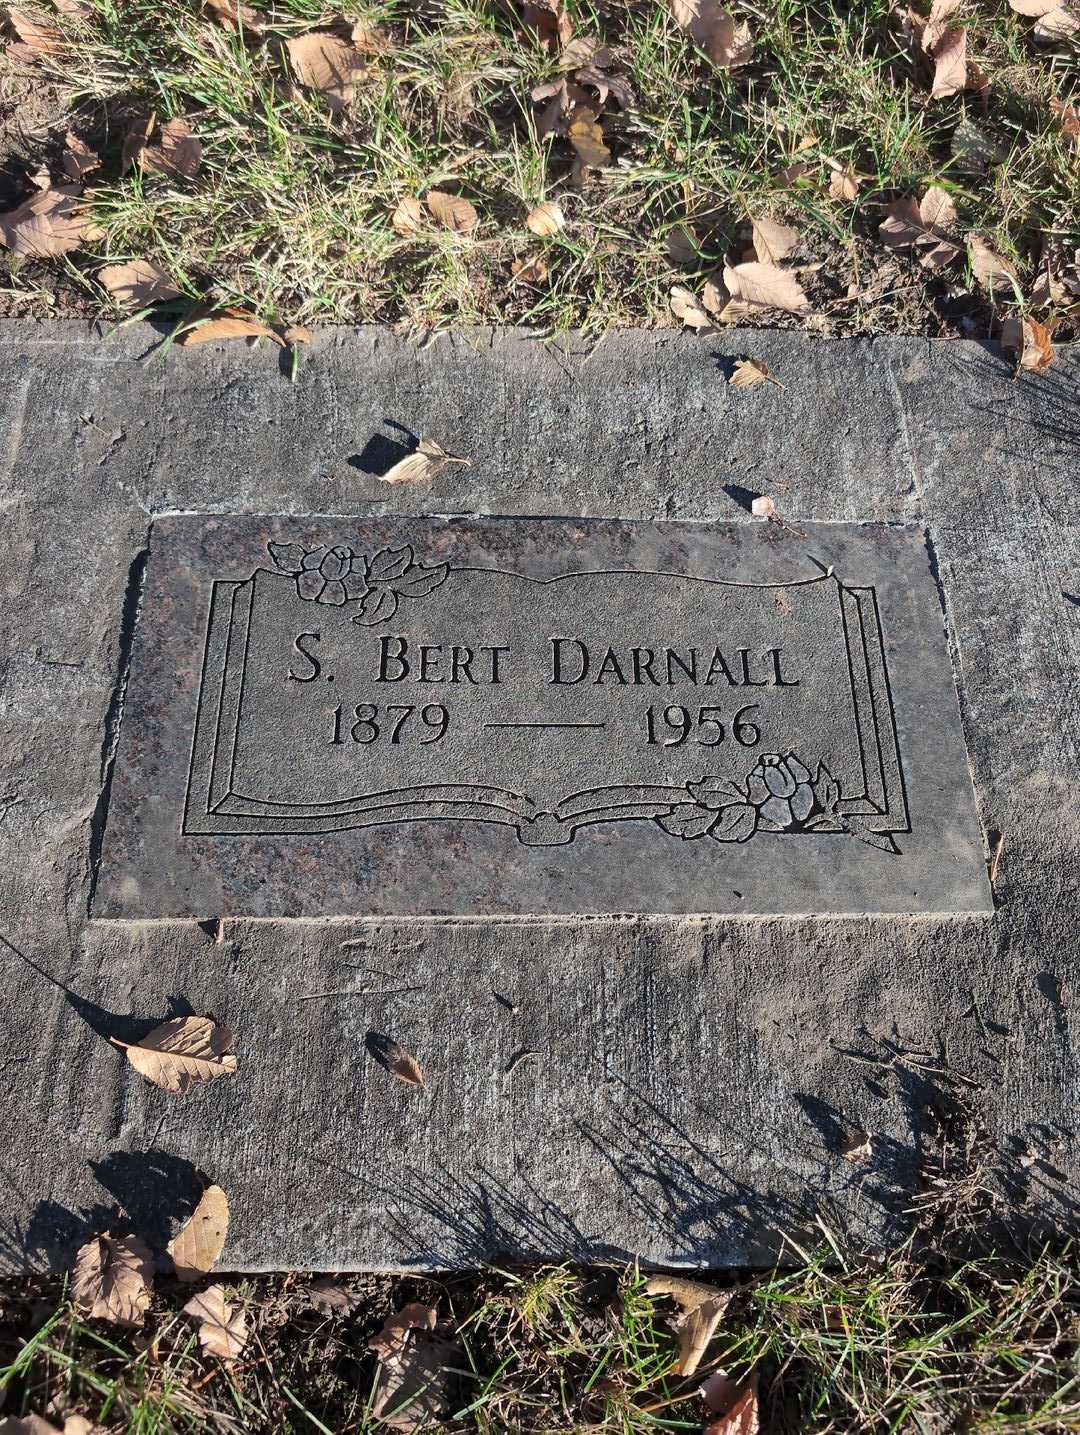 S. BERT DARNALL
1879 — 1956